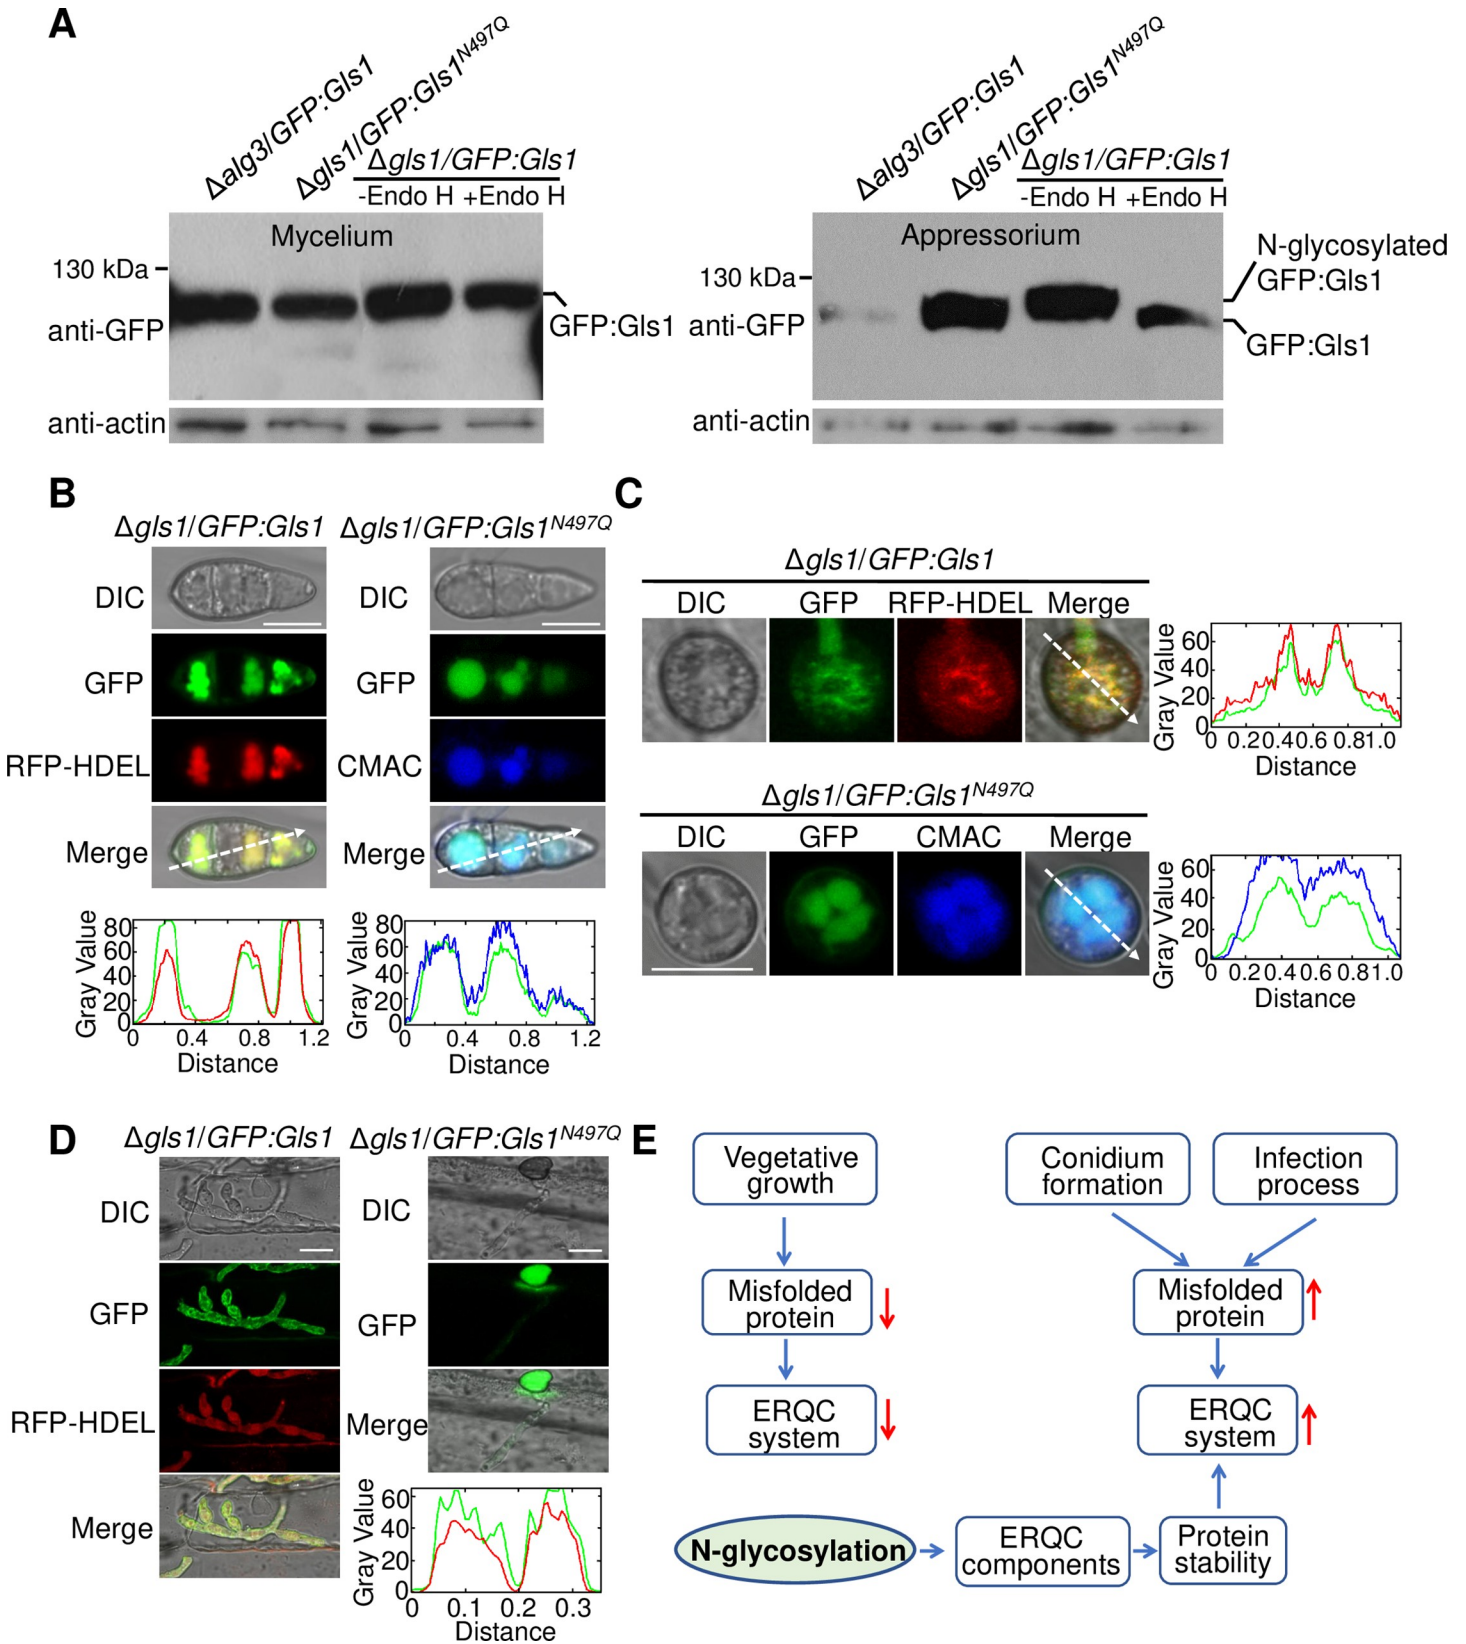 A
Δalg3/GFP:Gls1
Δgls1/GFP:Gls1N497Q
Δgls1/GFP:Gls1
-Endo H +Endo H
Mycelium
130 kDa
anti-GFP
GFP:Gls1
anti-actin
Δalg3/GFP:Gls1
Δgls1/GFP:Gls1N497Q
Δgls1/GFP:Gls1
-Endo H +Endo H
Appressorium
130 kDa
anti-GFP
N-glycosylated
GFP:Gls1
GFP:Gls1
anti-actin
B
Δgls1/GFP:Gls1
DIC
GFP
RFP-HDEL
Merge
Gray Value
80
60
40
20
0
0 0.4 0.8 1.2
Distance
Δgls1/GFP:Gls1N497Q
DIC
GFP
CMAC
Merge
Gray Value
80
60
40
20
0
0 0.4 0.8 1.2
Distance
C
Δgls1/GFP:Gls1
DIC GFP RFP-HDEL Merge
Gray Value
60
40
20
0
0 0.20.40.6 0.81.0
Distance
Δgls1/GFP:Gls1N497Q
DIC GFP CMAC Merge
Gray Value
60
40
20
0
0 0.20.4 0.6 0.81.0
Distance
D
Δgls1/GFP:Gls1
DIC
GFP
RFP-HDEL
Merge
Δgls1/GFP:Gls1N497Q
DIC
GFP
Merge
Gray Value
60
40
20
0
0 0.1 0.2 0.3
Distance
E
Vegetative
growth
Misfolded
protein
ERQC
system
Conidium
formation
Infection
process
Misfolded
protein
ERQC
system
N-glycosylation
ERQC
components
Protein
stability